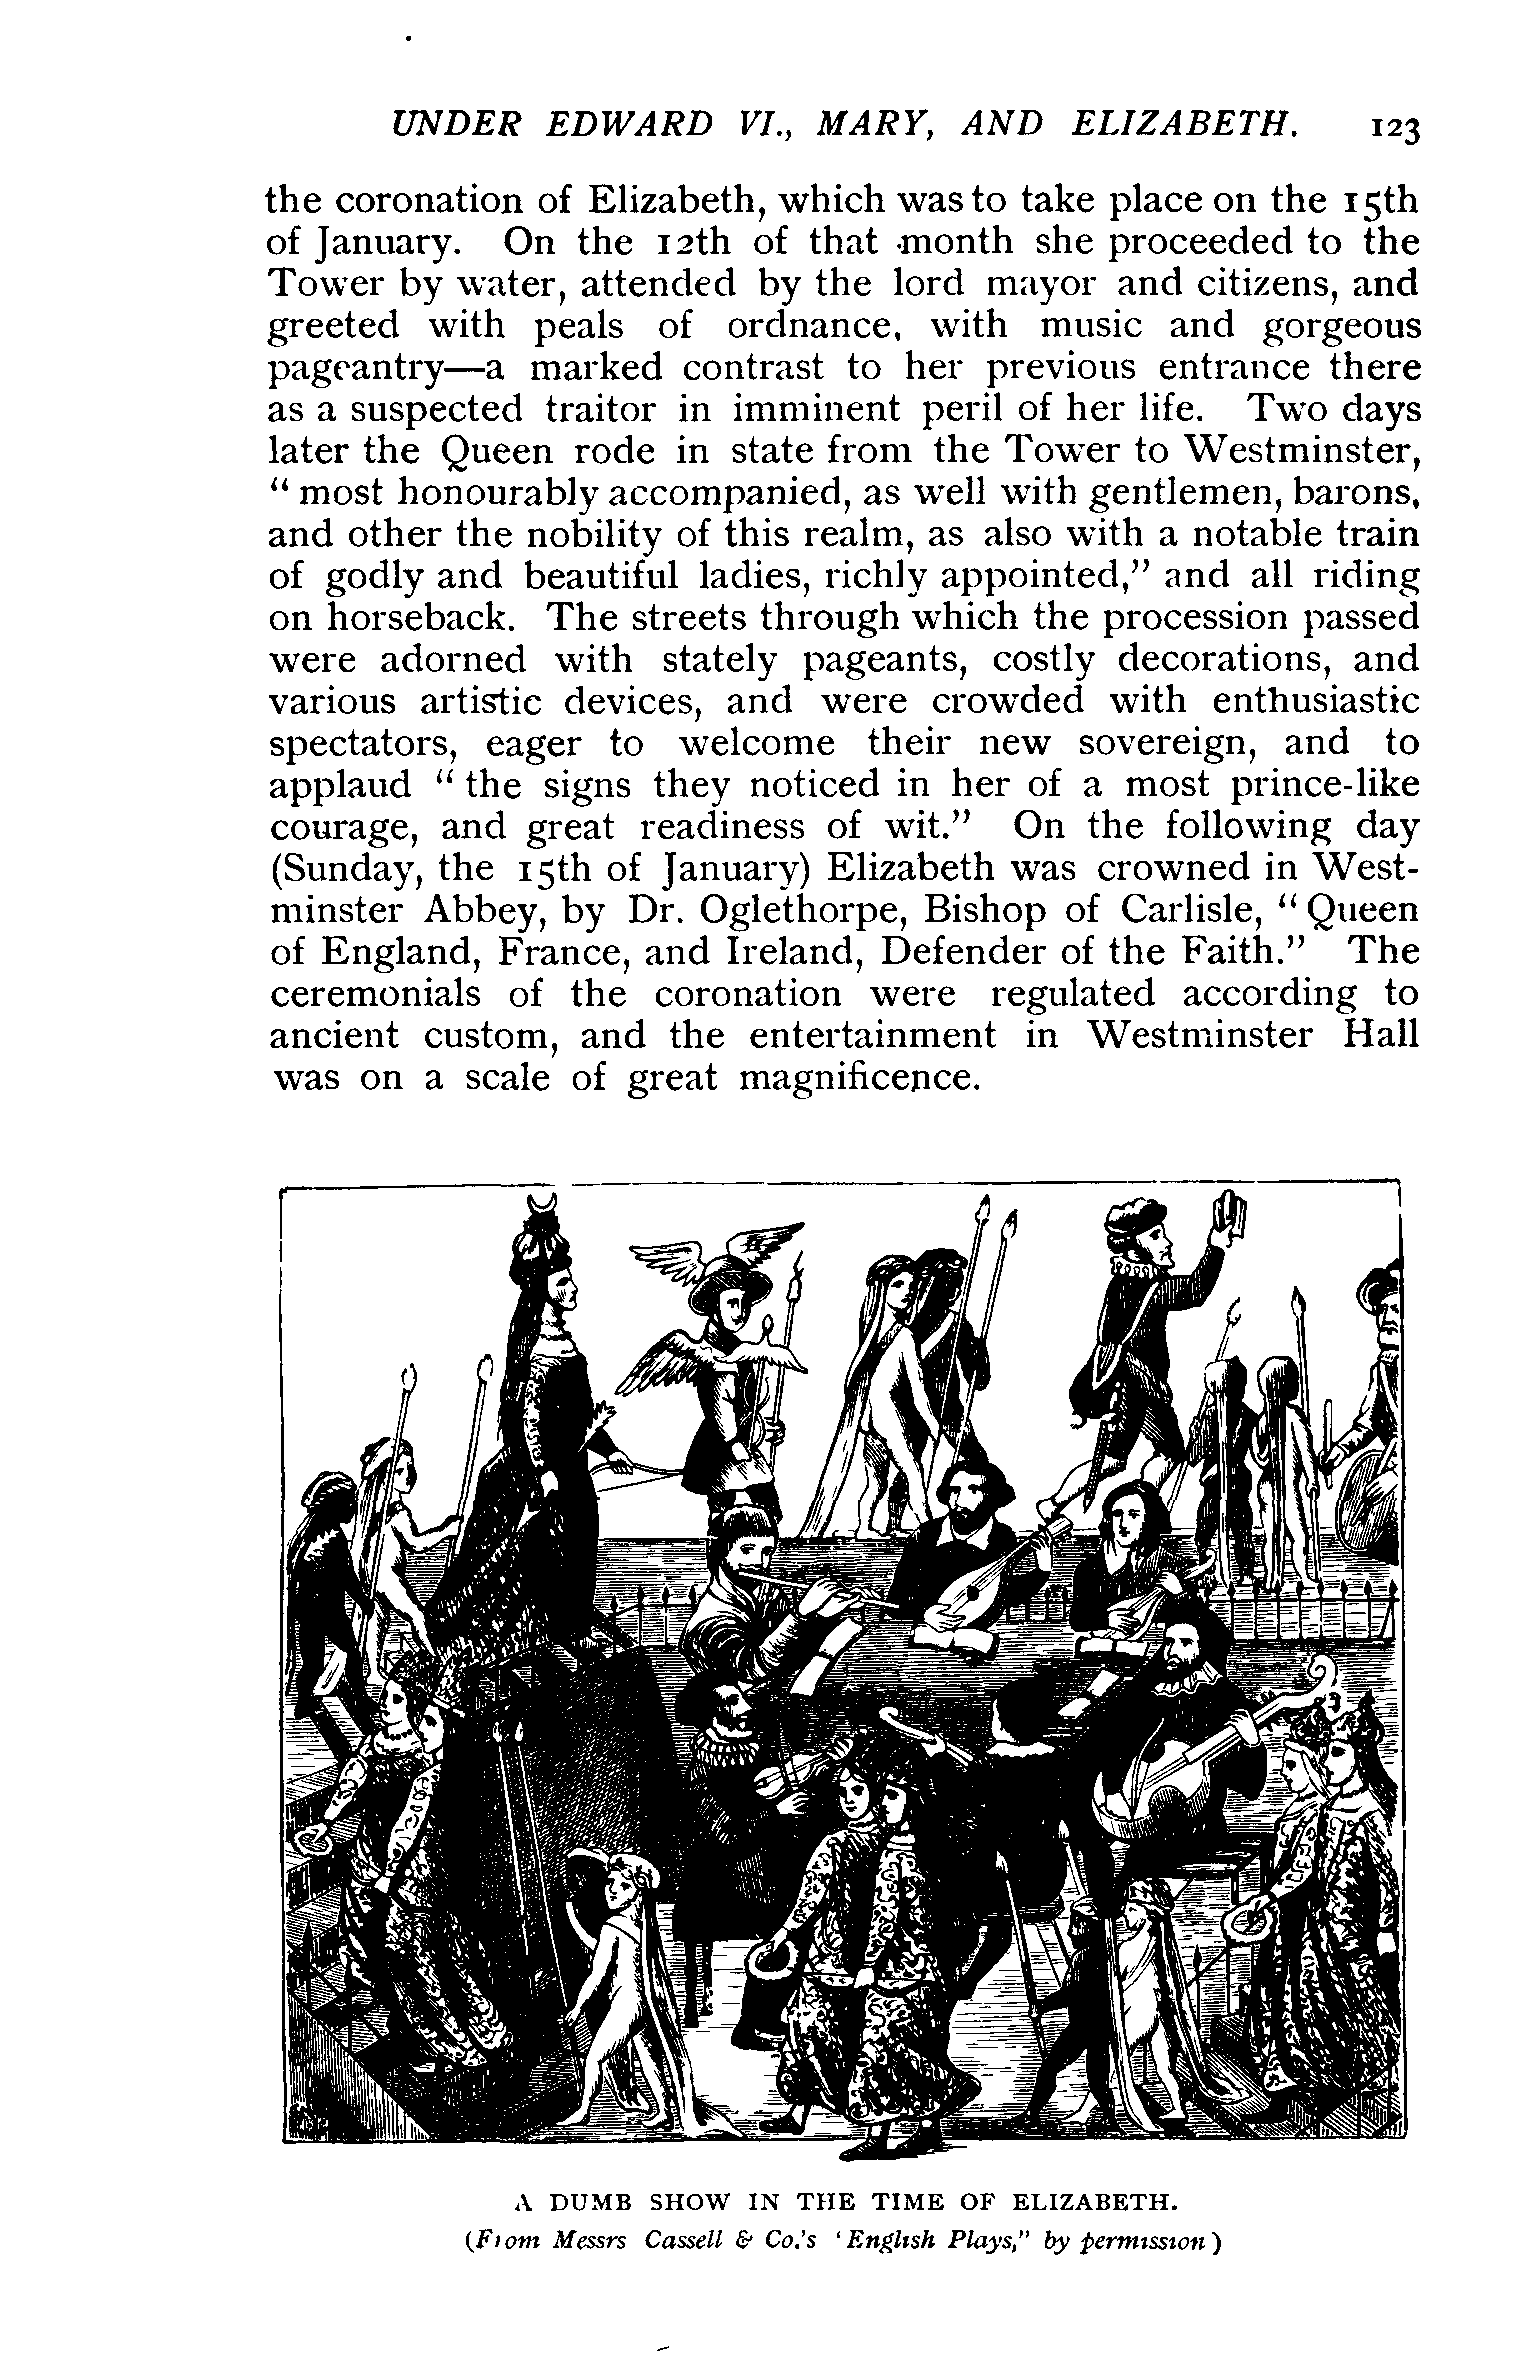 UNDER EDWARD VI., MARY, AND ELIZABETH. 123
the coronation of Elizabeth, which was to take place on the 15th
of January. On the 12th of that month she proceeded to the
Tower by water, attended by the lord mayor and citizens, and
greeted with peals of ordnance, with music and gorgeous
pageantry—a marked contrast to her previous entrance there
as a suspected traitor in imminent peril of her life. Two days
later the Queen rode in state from the Tower to Westminster,
“ most honourably accompanied, as well with gentlemen, barons,
and other the nobility of this realm, as also with a notable train
of godly and beautiful ladies, richly appointed,” and all riding
on horseback. The streets through which the procession passed
were adorned with stately pageants, costly decorations, and
various artistic devices, and were crowded with enthusiastic
spectators, eager to welcome their new sovereign, and to
applaud “ the signs they noticed in her of a most prince-like
courage, and great readiness of wit.” On the following day
(Sunday, the 15th of January) Elizabeth was crowned in West-
minster Abbey, by Dr. Oglethorpe, Bishop of Carlisle, “ Queen
of England, France, and Ireland, Defender of the Faith.” The
ceremonials of the coronation were regulated according to
ancient custom, and the entertainment in Westminster Hall
was on a scale of great magnificence.
A DUMB SHOW IN THE TIME OF ELIZABETH.
(From Messrs Cassell & Co.'s ‘English Plays,” by permission)